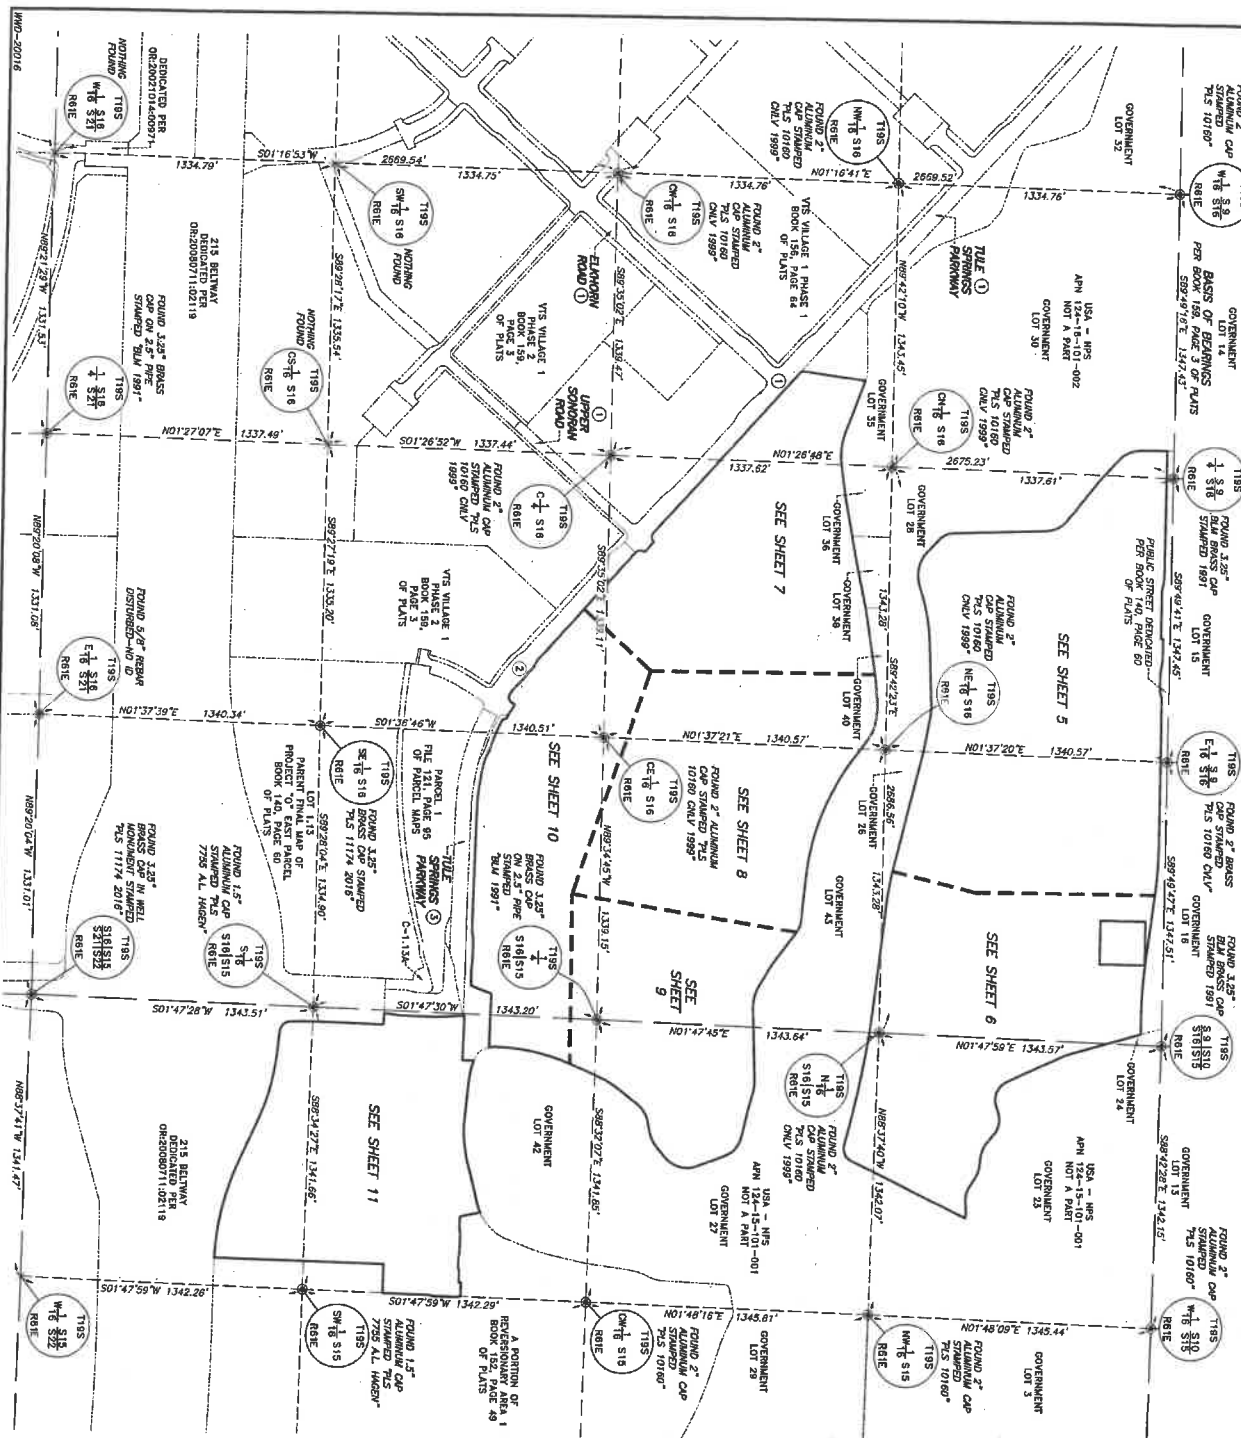 WWD-20016
FOUND 2"
ALUMINUM CAP
STAMPED
"PLS 10160"
W 1/16 S 9
S16
R61E
GOVERNMENT
LOT 14
BASIS OF BEARINGS
PER BOOK 159, PAGE 3 OF PLATS
S89°49'16"E 1347.43'
T19S
1/4 S 9
S16
R61E
FOUND 3.25"
BLM BRASS CAP
STAMPED 1991
GOVERNMENT
LOT 15
S89°49'41"E 1347.45'
PUBLIC STREET DEDICATED
PER BOOK 140, PAGE 60
OF PLATS
T19S
E 1/16 S 9
S16
R61E
FOUND 2" BRASS
CAP STAMPED
"PLS 10160 CNLV"
GOVERNMENT
LOT 16
S89°49'47"E 1347.51'
FOUND 3.25"
BLM BRASS CAP
STAMPED 1991
T19S
S 9 S10
S16 S15
R61E
GOVERNMENT
LOT 13
S88°42'28"E 1342.15'
FOUND 2"
ALUMINUM CAP
STAMPED
"PLS 10160"
T19S
W 1/16 S10
S15
R61E
GOVERNMENT
LOT 32
USA - NPS
APN 124-16-101-002
NOT A PART
GOVERNMENT
LOT 30
1334.76'
N01°16'41"E 2669.52'
1334.76'
2675.23'
1337.61'
N01°37'20"E 1340.57'
N01°47'59"E 1343.57'
N01°48'09"E 1345.44'
SEE SHEET 5
SEE SHEET 6
GOVERNMENT
LOT 24
USA - NPS
APN 124-15-101-001
NOT A PART
GOVERNMENT
LOT 23
GOVERNMENT
LOT 3
TULE
SPRINGS
PARKWAY
1
T19S
NW 1/16 S16
R61E
FOUND 2"
ALUMINUM
CAP STAMPED
"PLS 10160
CNLV 1999"
N89°42'10"W 1343.45'
FOUND 2"
ALUMINUM
CAP STAMPED
"PLS 10160
CNLV 1999"
T19S
CN 1/16 S16
R61E
GOVERNMENT
LOT 35
GOVERNMENT
LOT 28
1343.28'
S89°42'23"E
2686.56'
1343.28'
FOUND 2"
ALUMINUM
CAP STAMPED
"PLS 10160
CNLV 1999"
T19S
NE 1/16 S16
R61E
GOVERNMENT
LOT 26
T19S
N 1/16
S16 S15
R61E
FOUND 2"
ALUMINUM
CAP STAMPED
"PLS 10160
CNLV 1999"
N88°37'40"W 1342.07'
T19S
NW 1/16 S15
R61E
FOUND 2"
ALUMINUM CAP
STAMPED
"PLS 10160"
VTS VILLAGE 1 PHASE 1
BOOK 156, PAGE 64
OF PLATS
GOVERNMENT
LOT 36
GOVERNMENT
GOVERNMENT
LOT 40
GOVERNMENT
LOT 43
SEE SHEET 7
SEE SHEET 8
SEE
SHEET
9
N01°26'48"E
1337.62'
N01°37'21"E 1340.57'
N01°47'45"E 1343.64'
N01°48'16"E 1345.81'
USA - NPS
APN 124-15-101-001
NOT A PART
GOVERNMENT
LOT 27
GOVERNMENT
LOT 29
FOUND 2"
ALUMINUM
CAP STAMPED
"PLS 10160
CNLV 1999"
T19S
CW 1/16 S16
R61E
ELKHORN
ROAD 1
S89°35'02"E 1339.47'
UPPER
SONORAN
ROAD
1
T19S
C 1/4 S16
R61E
FOUND 2"
ALUMINUM CAP
STAMPED "PLS
10160 CNLV
1999"
S89°35'02"E 1339.11'
T19S
CE 1/16 S16
R61E
FOUND 2" ALUMINUM
CAP STAMPED "PLS
10160 CNLV 1999"
N89°34'45"W 1339.15'
T19S
1/4
S16 S15
R61E
FOUND 3.25"
BRASS CAP
ON 2.5" PIPE
STAMPED
"BLM 1991"
S88°32'07"E 1341.85'
T19S
CW 1/16 S15
R61E
FOUND 2"
ALUMINUM CAP
STAMPED
"PLS 10160"
GOVERNMENT
LOT 42
VTS VILLAGE 1
PHASE 2
BOOK 159,
PAGE 3
OF PLATS
2669.54'
1334.75'
S01°26'52"W 1337.44'
S01°36'46"W
1340.51'
S01°47'30"W 1343.20'
S01°47'59"W 1342.29'
VTS VILLAGE 1
PHASE 2
BOOK 159,
PAGE 3
OF PLATS
2
SEE SHEET 10
PARCEL 1
FILE 121, PAGE 95
OF PARCEL MAPS
TULE
SPRINGS
PARKWAY
3
C-1.13A
A PORTION OF
REVERSIONARY AREA 1
BOOK 152, PAGE 49
OF PLATS
T19S
SW 1/16 S16
R61E
NOTHING
FOUND
S89°28'17"E 1335.54'
NOTHING
FOUND
T19S
CS 1/16 S16
R61E
S89°27'19"E 1335.20'
T19S
SE 1/16 S16
R61E
FOUND 3.25"
BRASS CAP STAMPED
"PLS 11174 2016"
S89°28'04"E 1334.90'
LOT 1.13
PARENT FINAL MAP OF
PROJECT "O" EAST PARCEL
BOOK 140, PAGE 60
OF PLATS
T19S
S 1/16
S16 S15
R61E
FOUND 1.5"
ALUMINUM CAP
STAMPED "PLS
7755 A.L. HAGEN"
SEE SHEET 11
S88°34'27"E 1341.66'
T19S
SW 1/16 S15
R61E
FOUND 1.5"
ALUMINUM CAP
STAMPED "PLS
7755 A.L. HAGEN"
DEDICATED PER
OR:20021014:00971
S01°16'53"W
1334.79'
215 BELTWAY
DEDICATED PER
OR:20080711:02119
N01°27'07"E 1337.49'
N01°37'39"E 1340.34'
S01°47'28"W 1343.51'
215 BELTWAY
DEDICATED PER
OR:20080711:02119
S01°47'59"W 1342.26'
NOTHING
FOUND
T19S
W 1/16 S16
S21
R61E
N89°21'29"W 1331.53'
FOUND 3.25" BRASS
CAP ON 2.5" PIPE
STAMPED "BLM 1991"
T19S
1/4 S16
S21
R61E
N89°20'08"W 1331.08'
FOUND 5/8" REBAR
DISTURBED-NO ID
T19S
E 1/16 S16
S21
R61E
N89°20'04"W 1331.01'
FOUND 3.25"
BRASS CAP IN WELL
MONUMENT STAMPED
"PLS 11174 2016"
T19S
S16 S15
S21 S22
R61E
N88°37'41"W 1341.47'
T19S
W 1/16 S15
S22
R61E